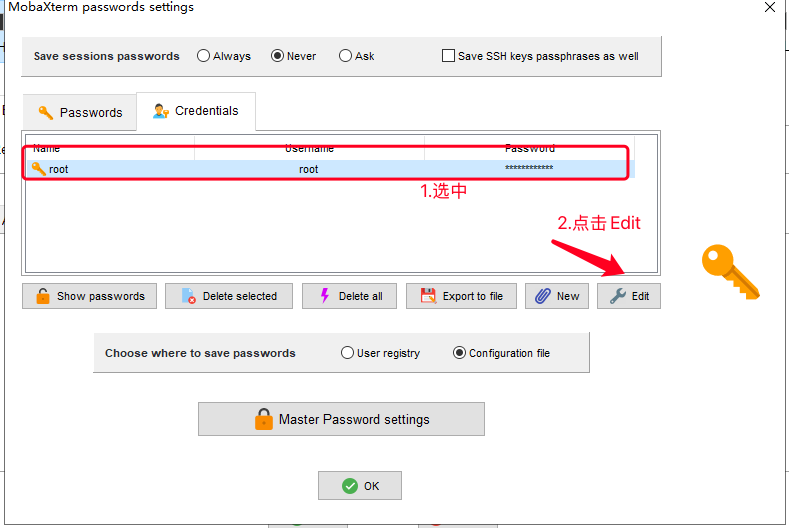 MobaXterm passwords settings
Save sessions passwords Always Never Ask Save SSH keys passphrases as well
Passwords Credentials
Name Username Password
root root ************
1.选中
2.点击 Edit
Show passwords Delete selected Delete all Export to file New Edit
Choose where to save passwords User registry Configuration file
Master Password settings
OK